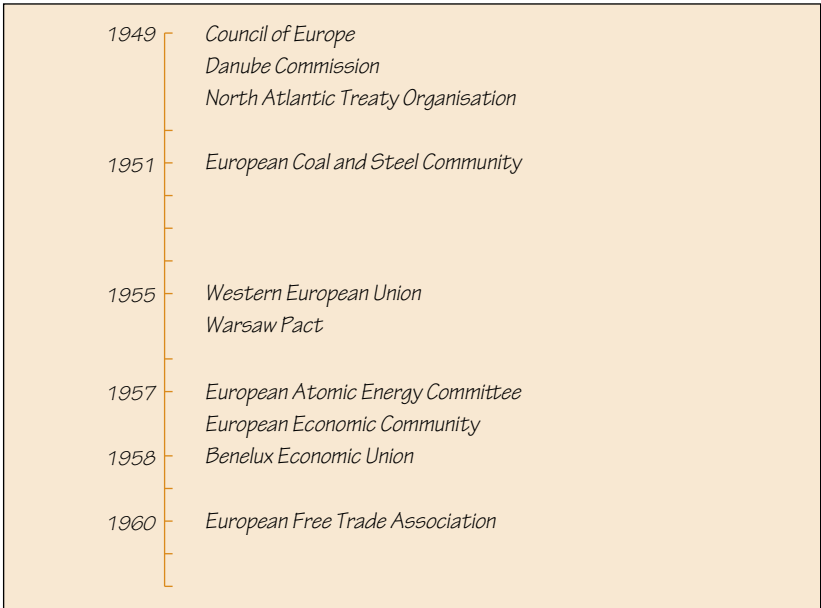 1949 Council of Europe
Danube Commission
North Atlantic Treaty Organisation
1951 European Coal and Steel Community
1955 Western European Union
Warsaw Pact
1957 European Atomic Energy Committee
European Economic Community
1958 Benelux Economic Union
1960 European Free Trade Association